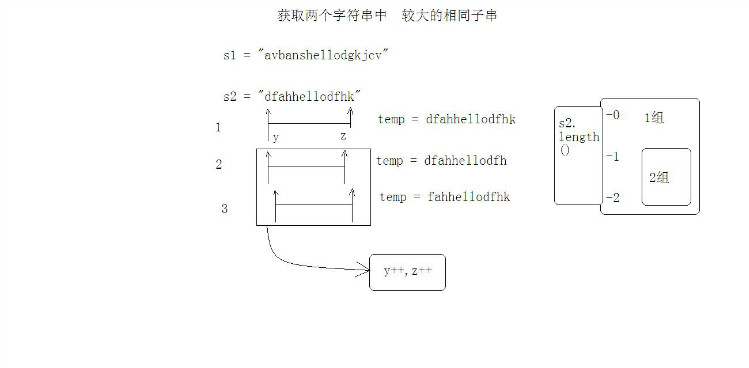 获取两个字符串中 较大的相同子串
s1 = "avbanshellodgkjcv"
s2 = "dfahhellodfhk"
1
y
z
temp = dfahhellodfhk
2
temp = dfahhellodfh
3
temp = fahhellodfhk
y++,z++
s2.
length
()
-0
-1
-2
1组
2组